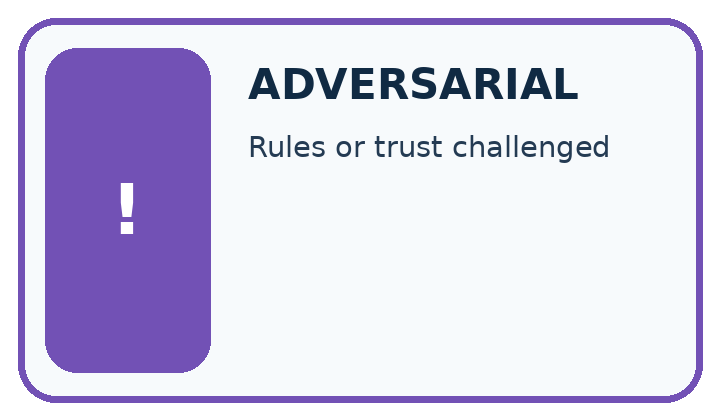 ADVERSARIAL
Rules or trust challenged
!